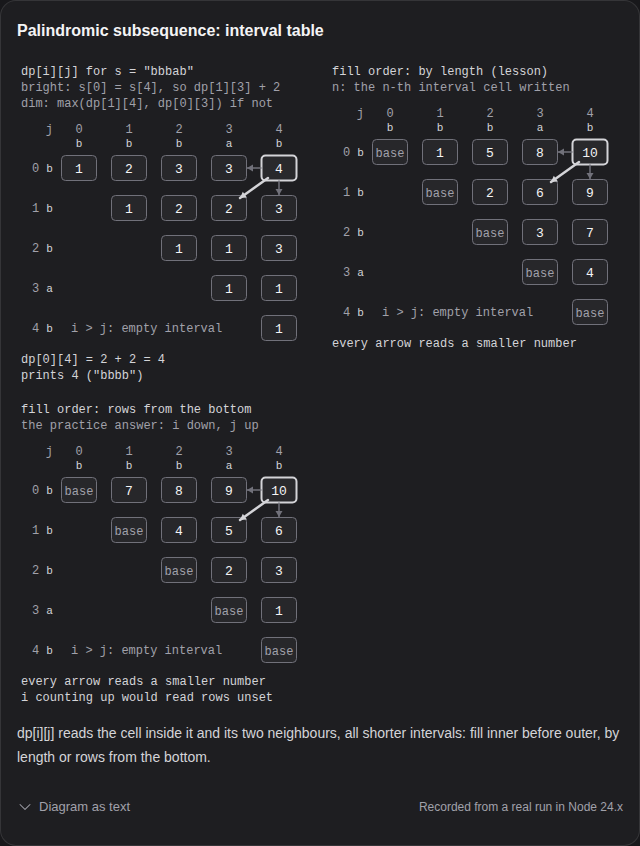 Palindromic subsequence: interval table
dp[i][j] for s = "bbbab"
bright: s[0] = s[4], so dp[1][3] + 2
dim: max(dp[1][4], dp[0][3]) if not
j 0 1 2 3 4
b b b a b
0 b 1 2 3 3 4
1 b 1 2 2 3
2 b 1 1 3
3 a 1 1
4 b i > j: empty interval 1
dp[0][4] = 2 + 2 = 4
prints 4 ("bbbb")
fill order: by length (lesson)
n: the n-th interval cell written
j 0 1 2 3 4
b b b a b
0 b base 1 5 8 10
1 b base 2 6 9
2 b base 3 7
3 a base 4
4 b i > j: empty interval base
every arrow reads a smaller number
fill order: rows from the bottom
the practice answer: i down, j up
j 0 1 2 3 4
b b b a b
0 b base 7 8 9 10
1 b base 4 5 6
2 b base 2 3
3 a base 1
4 b i > j: empty interval base
every arrow reads a smaller number
i counting up would read rows unset
dp[i][j] reads the cell inside it and its two neighbours, all shorter intervals: fill inner before outer, by
length or rows from the bottom.
Diagram as text
Recorded from a real run in Node 24.x